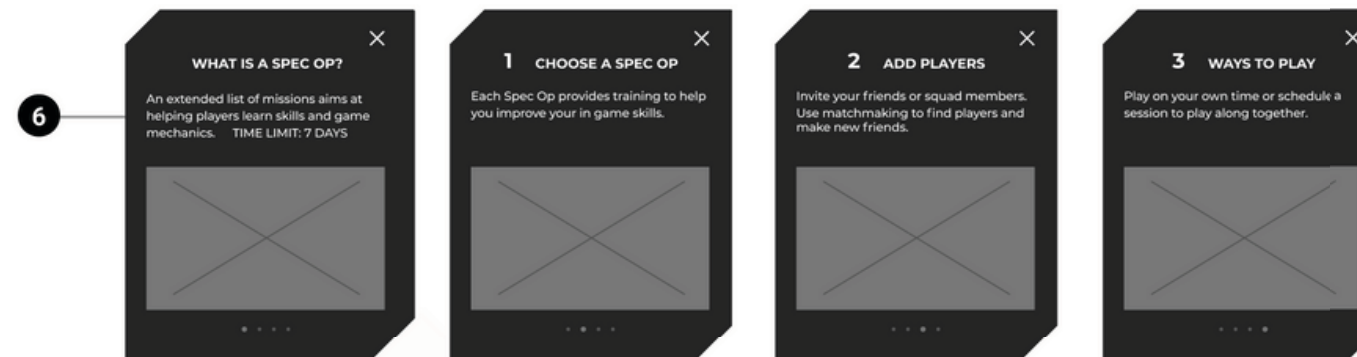 6
WHAT IS A SPEC OP?
An extended list of missions aims at
helping players learn skills and game
mechanics. TIME LIMIT: 7 DAYS
1 CHOOSE A SPEC OP
Each Spec Op provides training to help
you improve your in game skills.
2 ADD PLAYERS
Invite your friends or squad members.
Use matchmaking to find players and
make new friends.
3 WAYS TO PLAY
Play on your own time or schedule a
session to play along together.